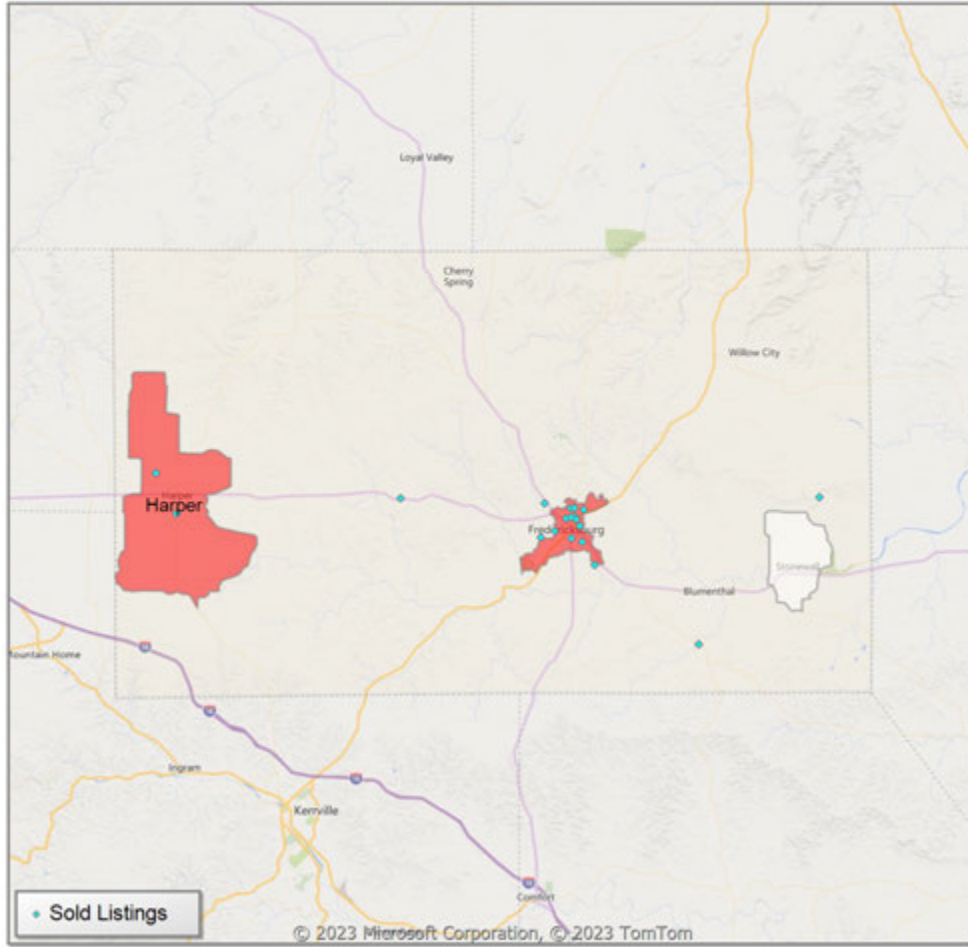 Loyal Valley
Cherry
Spring
Willow City
Harper
Harper
Fredericksburg
Stonewall
Blumenthal
Mountain Home
Ingram
Kerrville
Comfort
Sold Listings
© 2023 Microsoft Corporation, © 2023 TomTom